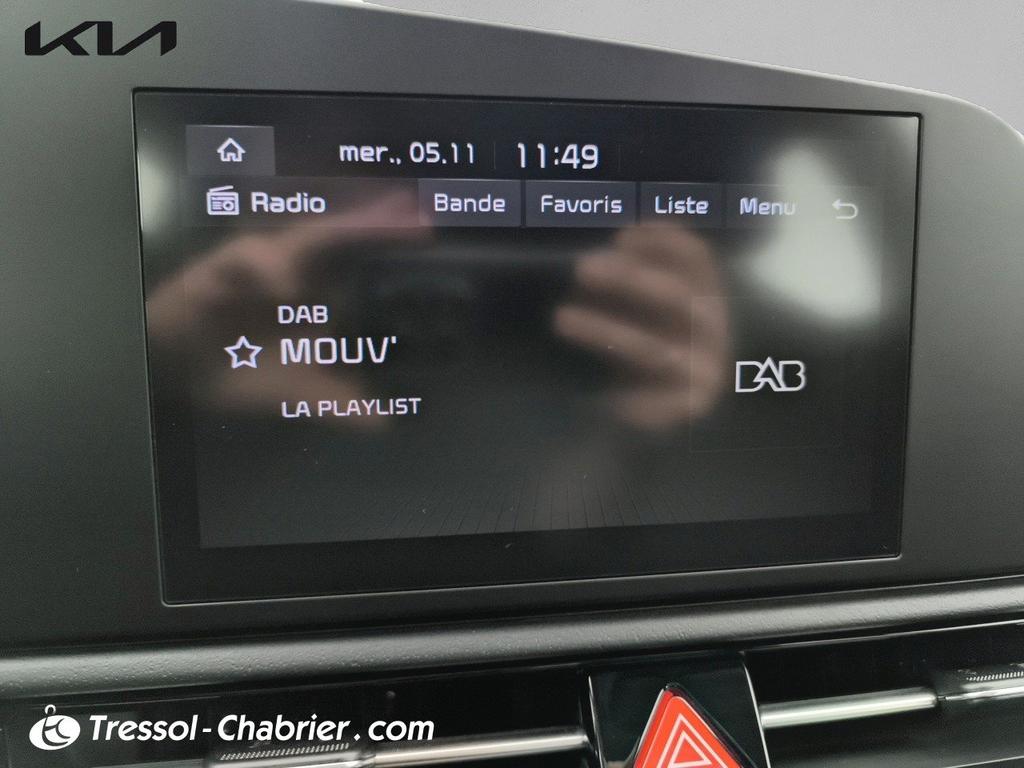 KIA
mer., 05.11 11:49
Radio Bande Favoris Liste Menu
DAB
MOUV'
DAB
LA PLAYLIST
Tressol-Chabrier.com